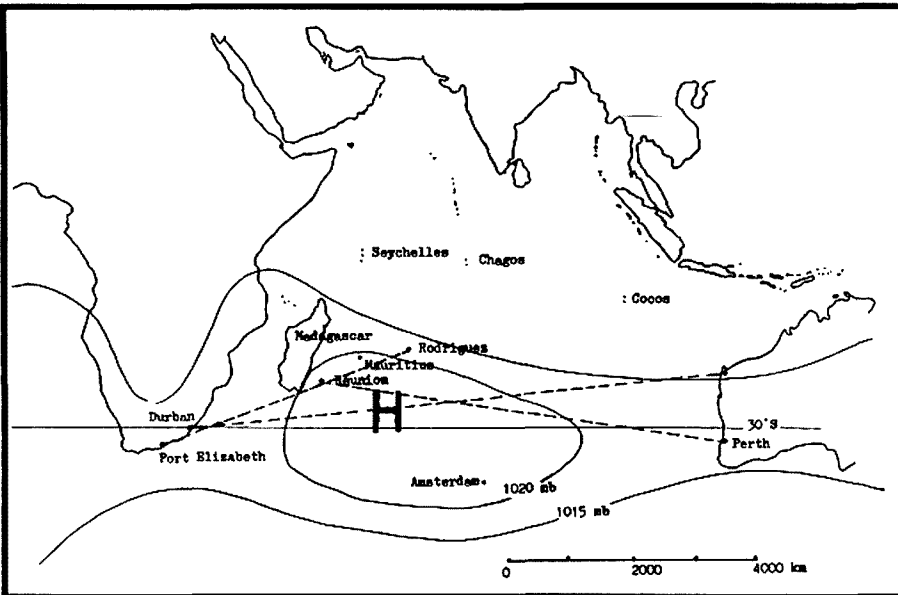 Seychelles
Chagos
Cocos
Madagascar
Rodriguez
Mauritius
Réunion
H
Durban
30°S
Perth
Port Elizabeth
Amsterdam
1020 mb
1015 mb
0 2000 4000 km